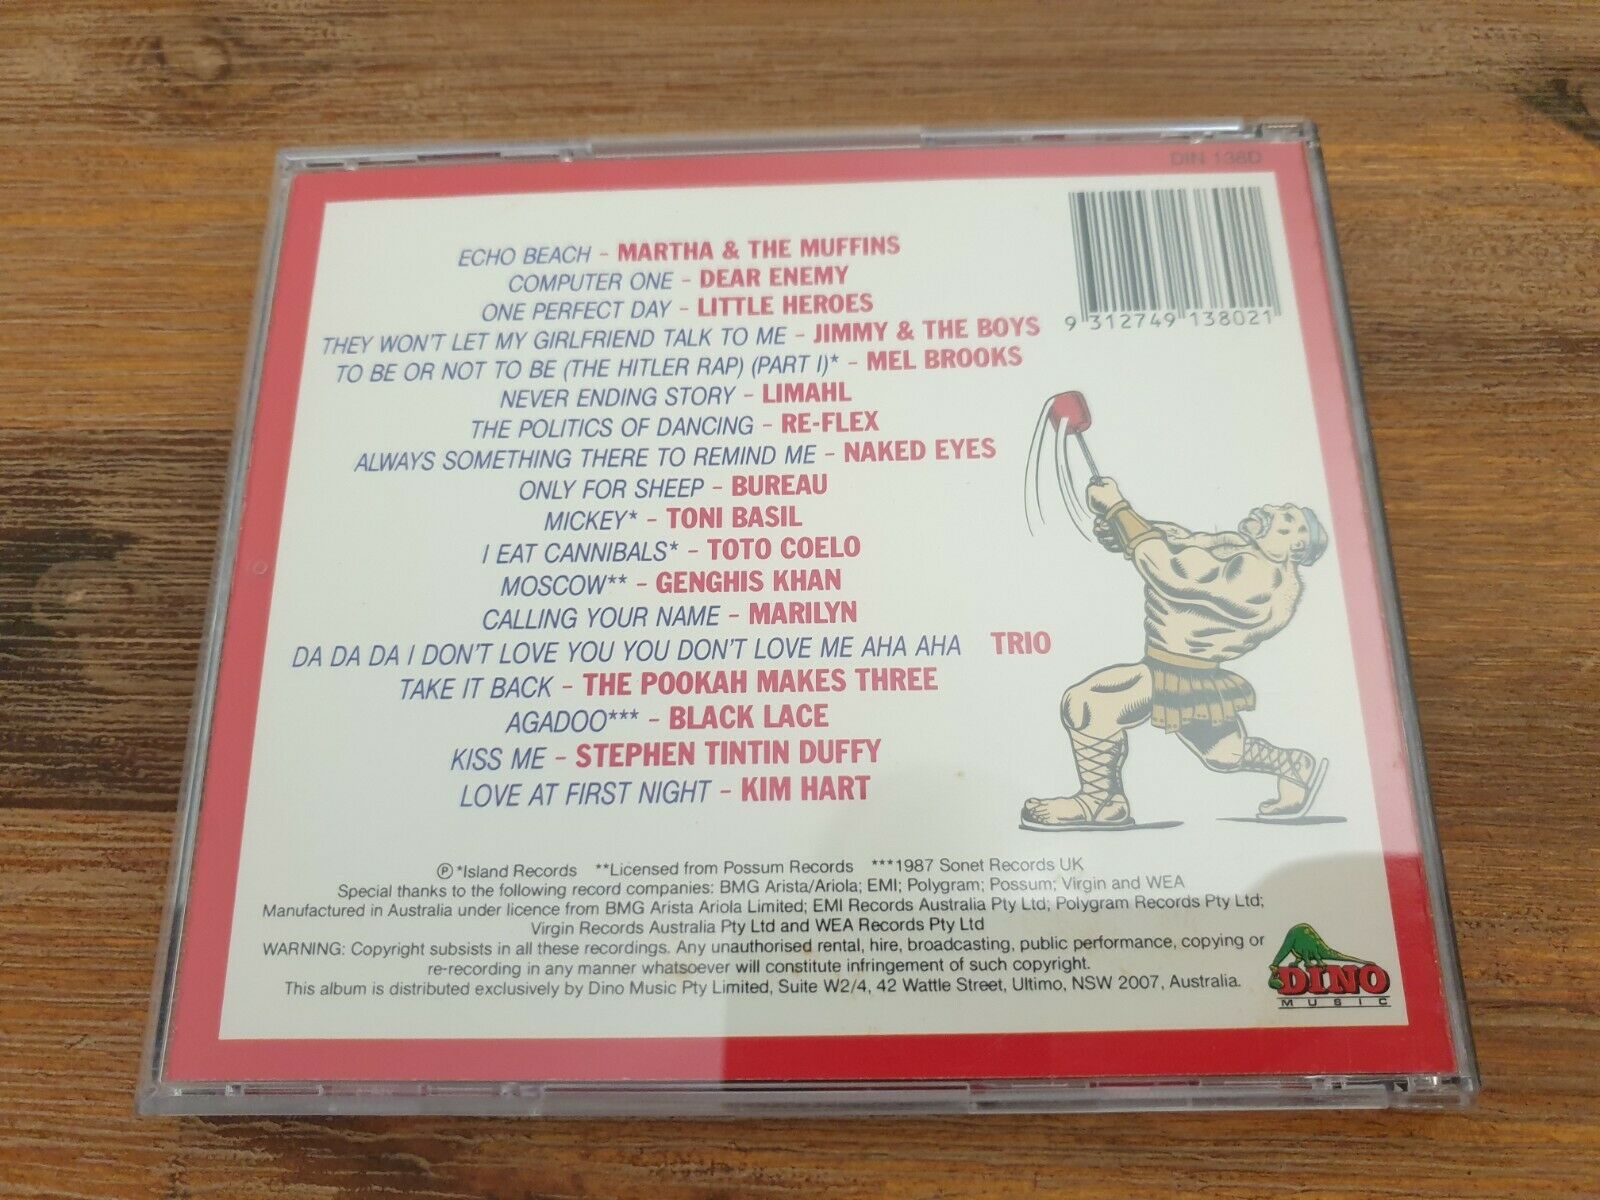 DIN 138D
ECHO BEACH - MARTHA & THE MUFFINS
COMPUTER ONE - DEAR ENEMY
ONE PERFECT DAY - LITTLE HEROES
THEY WON'T LET MY GIRLFRIEND TALK TO ME - JIMMY & THE BOYS
TO BE OR NOT TO BE (THE HITLER RAP) (PART I)* - MEL BROOKS
NEVER ENDING STORY - LIMAHL
THE POLITICS OF DANCING - RE-FLEX
ALWAYS SOMETHING THERE TO REMIND ME - NAKED EYES
ONLY FOR SHEEP - BUREAU
MICKEY* - TONI BASIL
I EAT CANNIBALS* - TOTO COELO
MOSCOW** - GENGHIS KHAN
CALLING YOUR NAME - MARILYN
DA DA DA I DON'T LOVE YOU YOU DON'T LOVE ME AHA AHA TRIO
TAKE IT BACK - THE POOKAH MAKES THREE
AGADOO*** - BLACK LACE
KISS ME - STEPHEN TINTIN DUFFY
LOVE AT FIRST NIGHT - KIM HART
9 312749 138021
℗ *Island Records **Licensed from Possum Records ***1987 Sonet Records UK
Special thanks to the following record companies: BMG Arista/Ariola; EMI; Polygram; Possum; Virgin and WEA
Manufactured in Australia under licence from BMG Arista Ariola Limited; EMI Records Australia Pty Ltd; Polygram Records Pty Ltd;
Virgin Records Australia Pty Ltd and WEA Records Pty Ltd
WARNING: Copyright subsists in all these recordings. Any unauthorised rental, hire, broadcasting, public performance, copying or
re-recording in any manner whatsoever will constitute infringement of such copyright.
This album is distributed exclusively by Dino Music Pty Limited, Suite W2/4, 42 Wattle Street, Ultimo, NSW 2007, Australia.
DINO
MUSIC